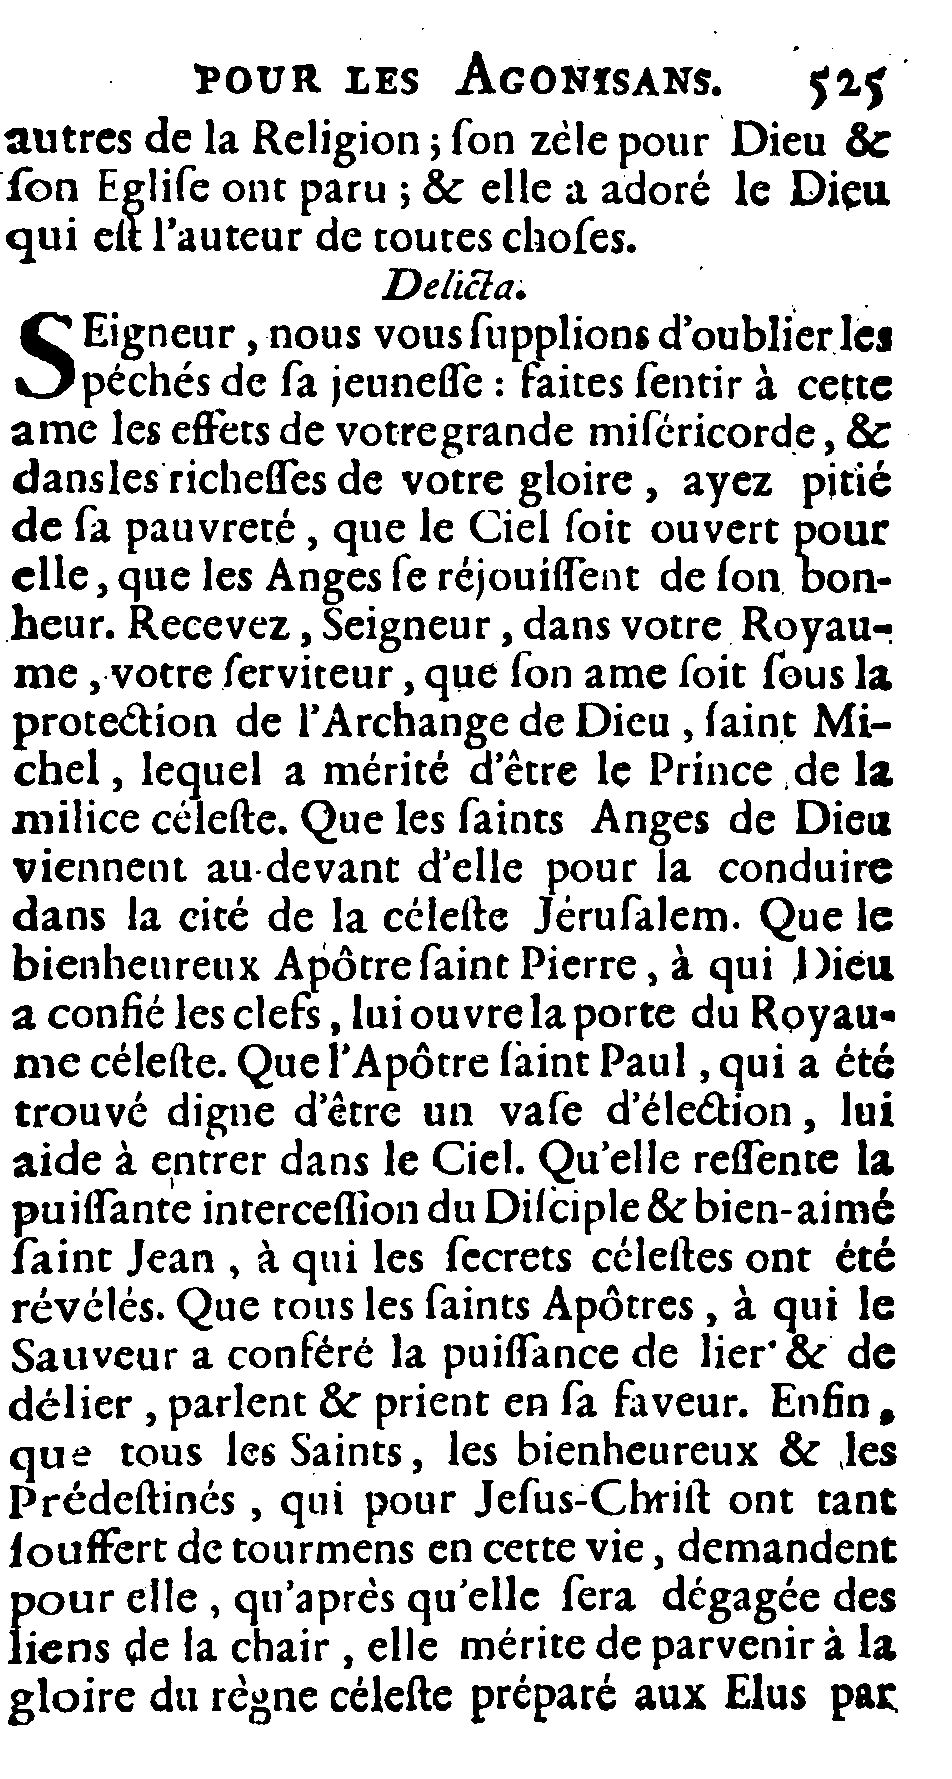 POUR LES AGONISANS. 525
autres de la Religion ; ſon zèle pour Dieu &
ſon Egliſe ont paru ; & elle a adoré le Dieu
qui eſt l'auteur de toutes choſes.
Delicta.
SEigneur , nous vous ſupplions d'oublier les
péchés de ſa jeuneſſe : faites ſentir à cette
ame les effets de votre grande miſéricorde , &
dans les richeſſes de votre gloire , ayez pitié
de ſa pauvreté , que le Ciel ſoit ouvert pour
elle , que les Anges ſe réjouiſſent de ſon bon-
heur. Recevez , Seigneur , dans votre Royau-
me , votre ſerviteur , que ſon ame ſoit ſous la
protection de l'Archange de Dieu , ſaint Mi-
chel , lequel a mérité d'être le Prince de la
milice céleſte. Que les ſaints Anges de Dieu
viennent au-devant d'elle pour la conduire
dans la cité de la céleſte Jéruſalem. Que le
bienheureux Apôtre ſaint Pierre , à qui Dieu
a confié les clefs , lui ouvre la porte du Royau-
me céleſte. Que l'Apôtre ſaint Paul , qui a été
trouvé digne d'être un vaſe d'élection , lui
aide à entrer dans le Ciel. Qu'elle reſſente la
puiſſante interceſſion du Diſciple & bien-aimé
ſaint Jean , à qui les ſecrets céleſtes ont été
révélés. Que tous les ſaints Apôtres , à qui le
Sauveur a conféré la puiſſance de lier & de
délier , parlent & prient en ſa faveur. Enfin ,
que tous les Saints , les bienheureux & les
Prédeſtinés , qui pour Jeſus-Chriſt ont tant
ſouffert de tourmens en cette vie , demandent
pour elle , qu'après qu'elle ſera dégagée des
liens de la chair , elle mérite de parvenir à la
gloire du règne céleſte préparé aux Elus par